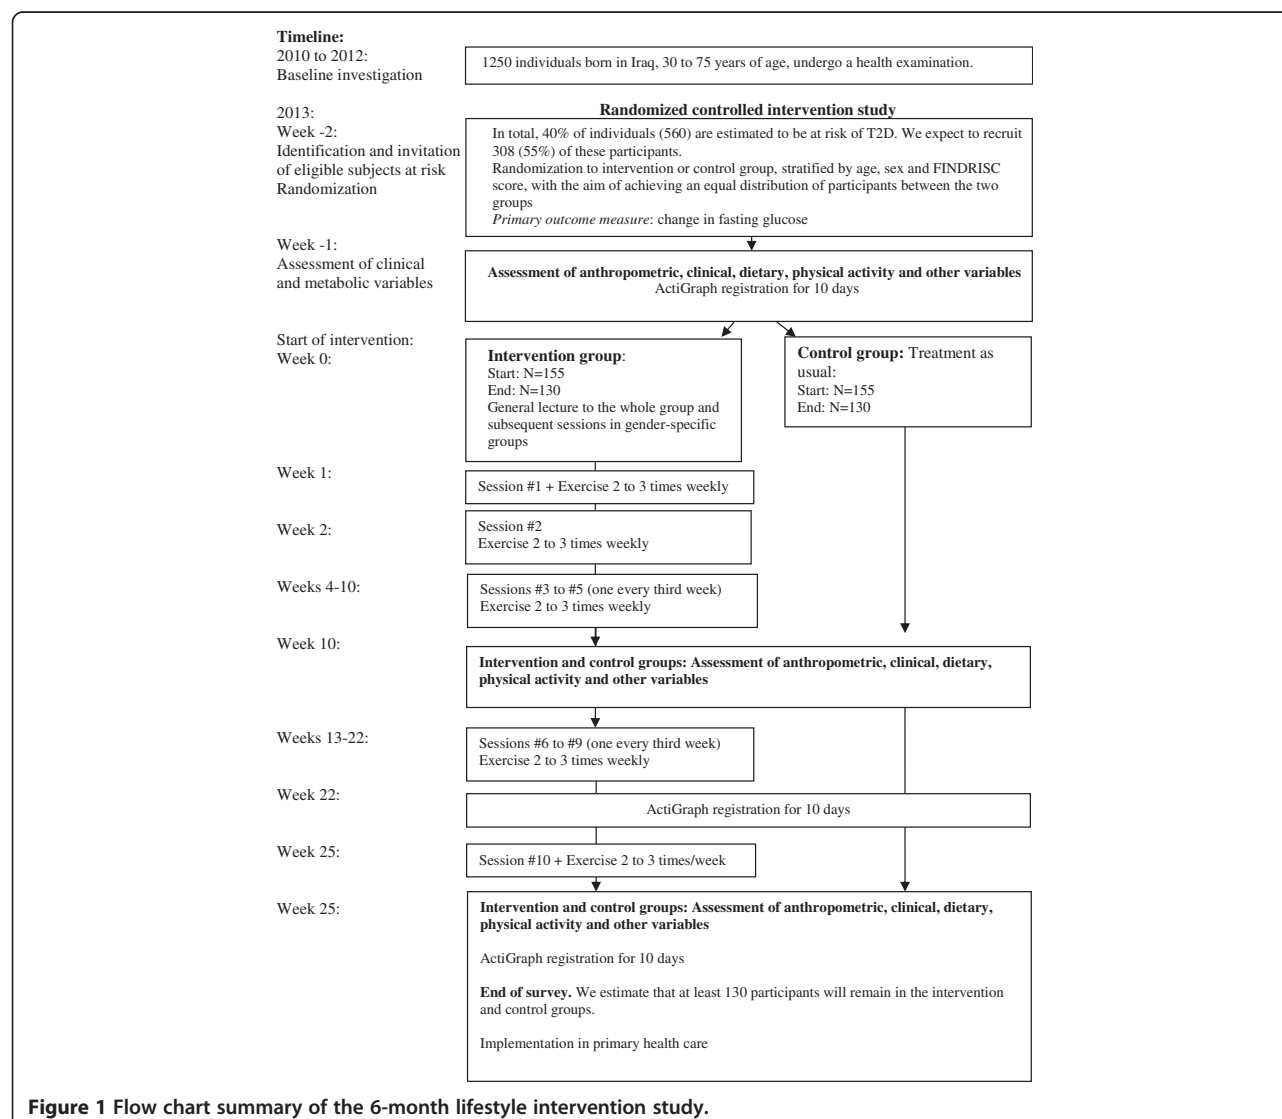 Timeline:
2010 to 2012:
Baseline investigation
1250 individuals born in Iraq, 30 to 75 years of age, undergo a health examination.
2013:
Week -2:
Identification and invitation
of eligible subjects at risk
Randomization
Randomized controlled intervention study
In total, 40% of individuals (560) are estimated to be at risk of T2D. We expect to recruit
308 (55%) of these participants.
Randomization to intervention or control group, stratified by age, sex and FINDRISC
score, with the aim of achieving an equal distribution of participants between the two
groups
Primary outcome measure: change in fasting glucose
Week -1:
Assessment of clinical
and metabolic variables
Assessment of anthropometric, clinical, dietary, physical activity and other variables
ActiGraph registration for 10 days
Start of intervention:
Week 0:
Intervention group:
Start: N=155
End: N=130
General lecture to the whole group and
subsequent sessions in gender-specific
groups
Control group: Treatment as
usual:
Start: N=155
End: N=130
Week 1:
Session #1 + Exercise 2 to 3 times weekly
Week 2:
Session #2
Exercise 2 to 3 times weekly
Weeks 4-10:
Sessions #3 to #5 (one every third week)
Exercise 2 to 3 times weekly
Week 10:
Intervention and control groups: Assessment of anthropometric, clinical, dietary,
physical activity and other variables
Weeks 13-22:
Sessions #6 to #9 (one every third week)
Exercise 2 to 3 times weekly
Week 22:
ActiGraph registration for 10 days
Week 25:
Session #10 + Exercise 2 to 3 times/week
Week 25:
Intervention and control groups: Assessment of anthropometric, clinical, dietary,
physical activity and other variables
ActiGraph registration for 10 days
End of survey. We estimate that at least 130 participants will remain in the intervention
and control groups.
Implementation in primary health care
Figure 1 Flow chart summary of the 6-month lifestyle intervention study.